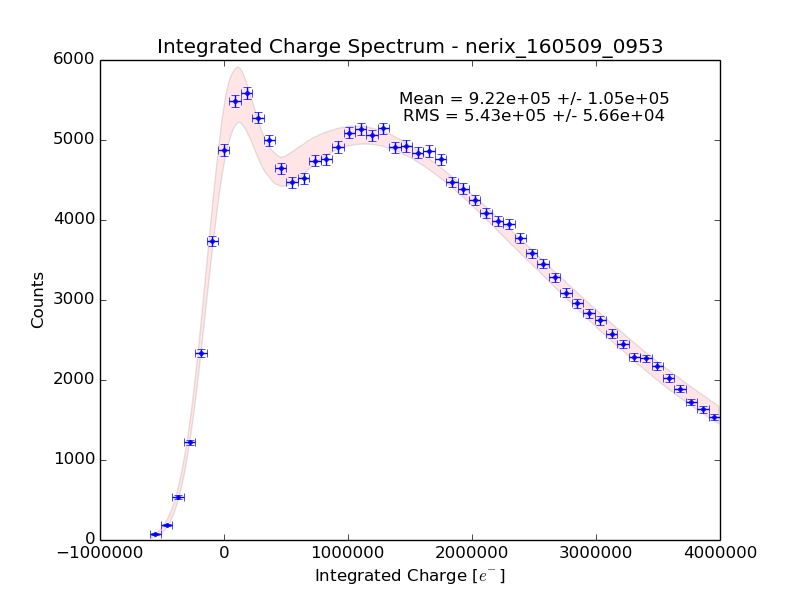 Integrated Charge Spectrum - nerix_160509_0953
6000
Mean = 9.22e+05 +/- 1.05e+05
RMS = 5.43e+05 +/- 5.66e+04
5000
4000
3000
Counts
2000
1000
0
−1000000 0 1000000 2000000 3000000 4000000
Integrated Charge [e⁻]